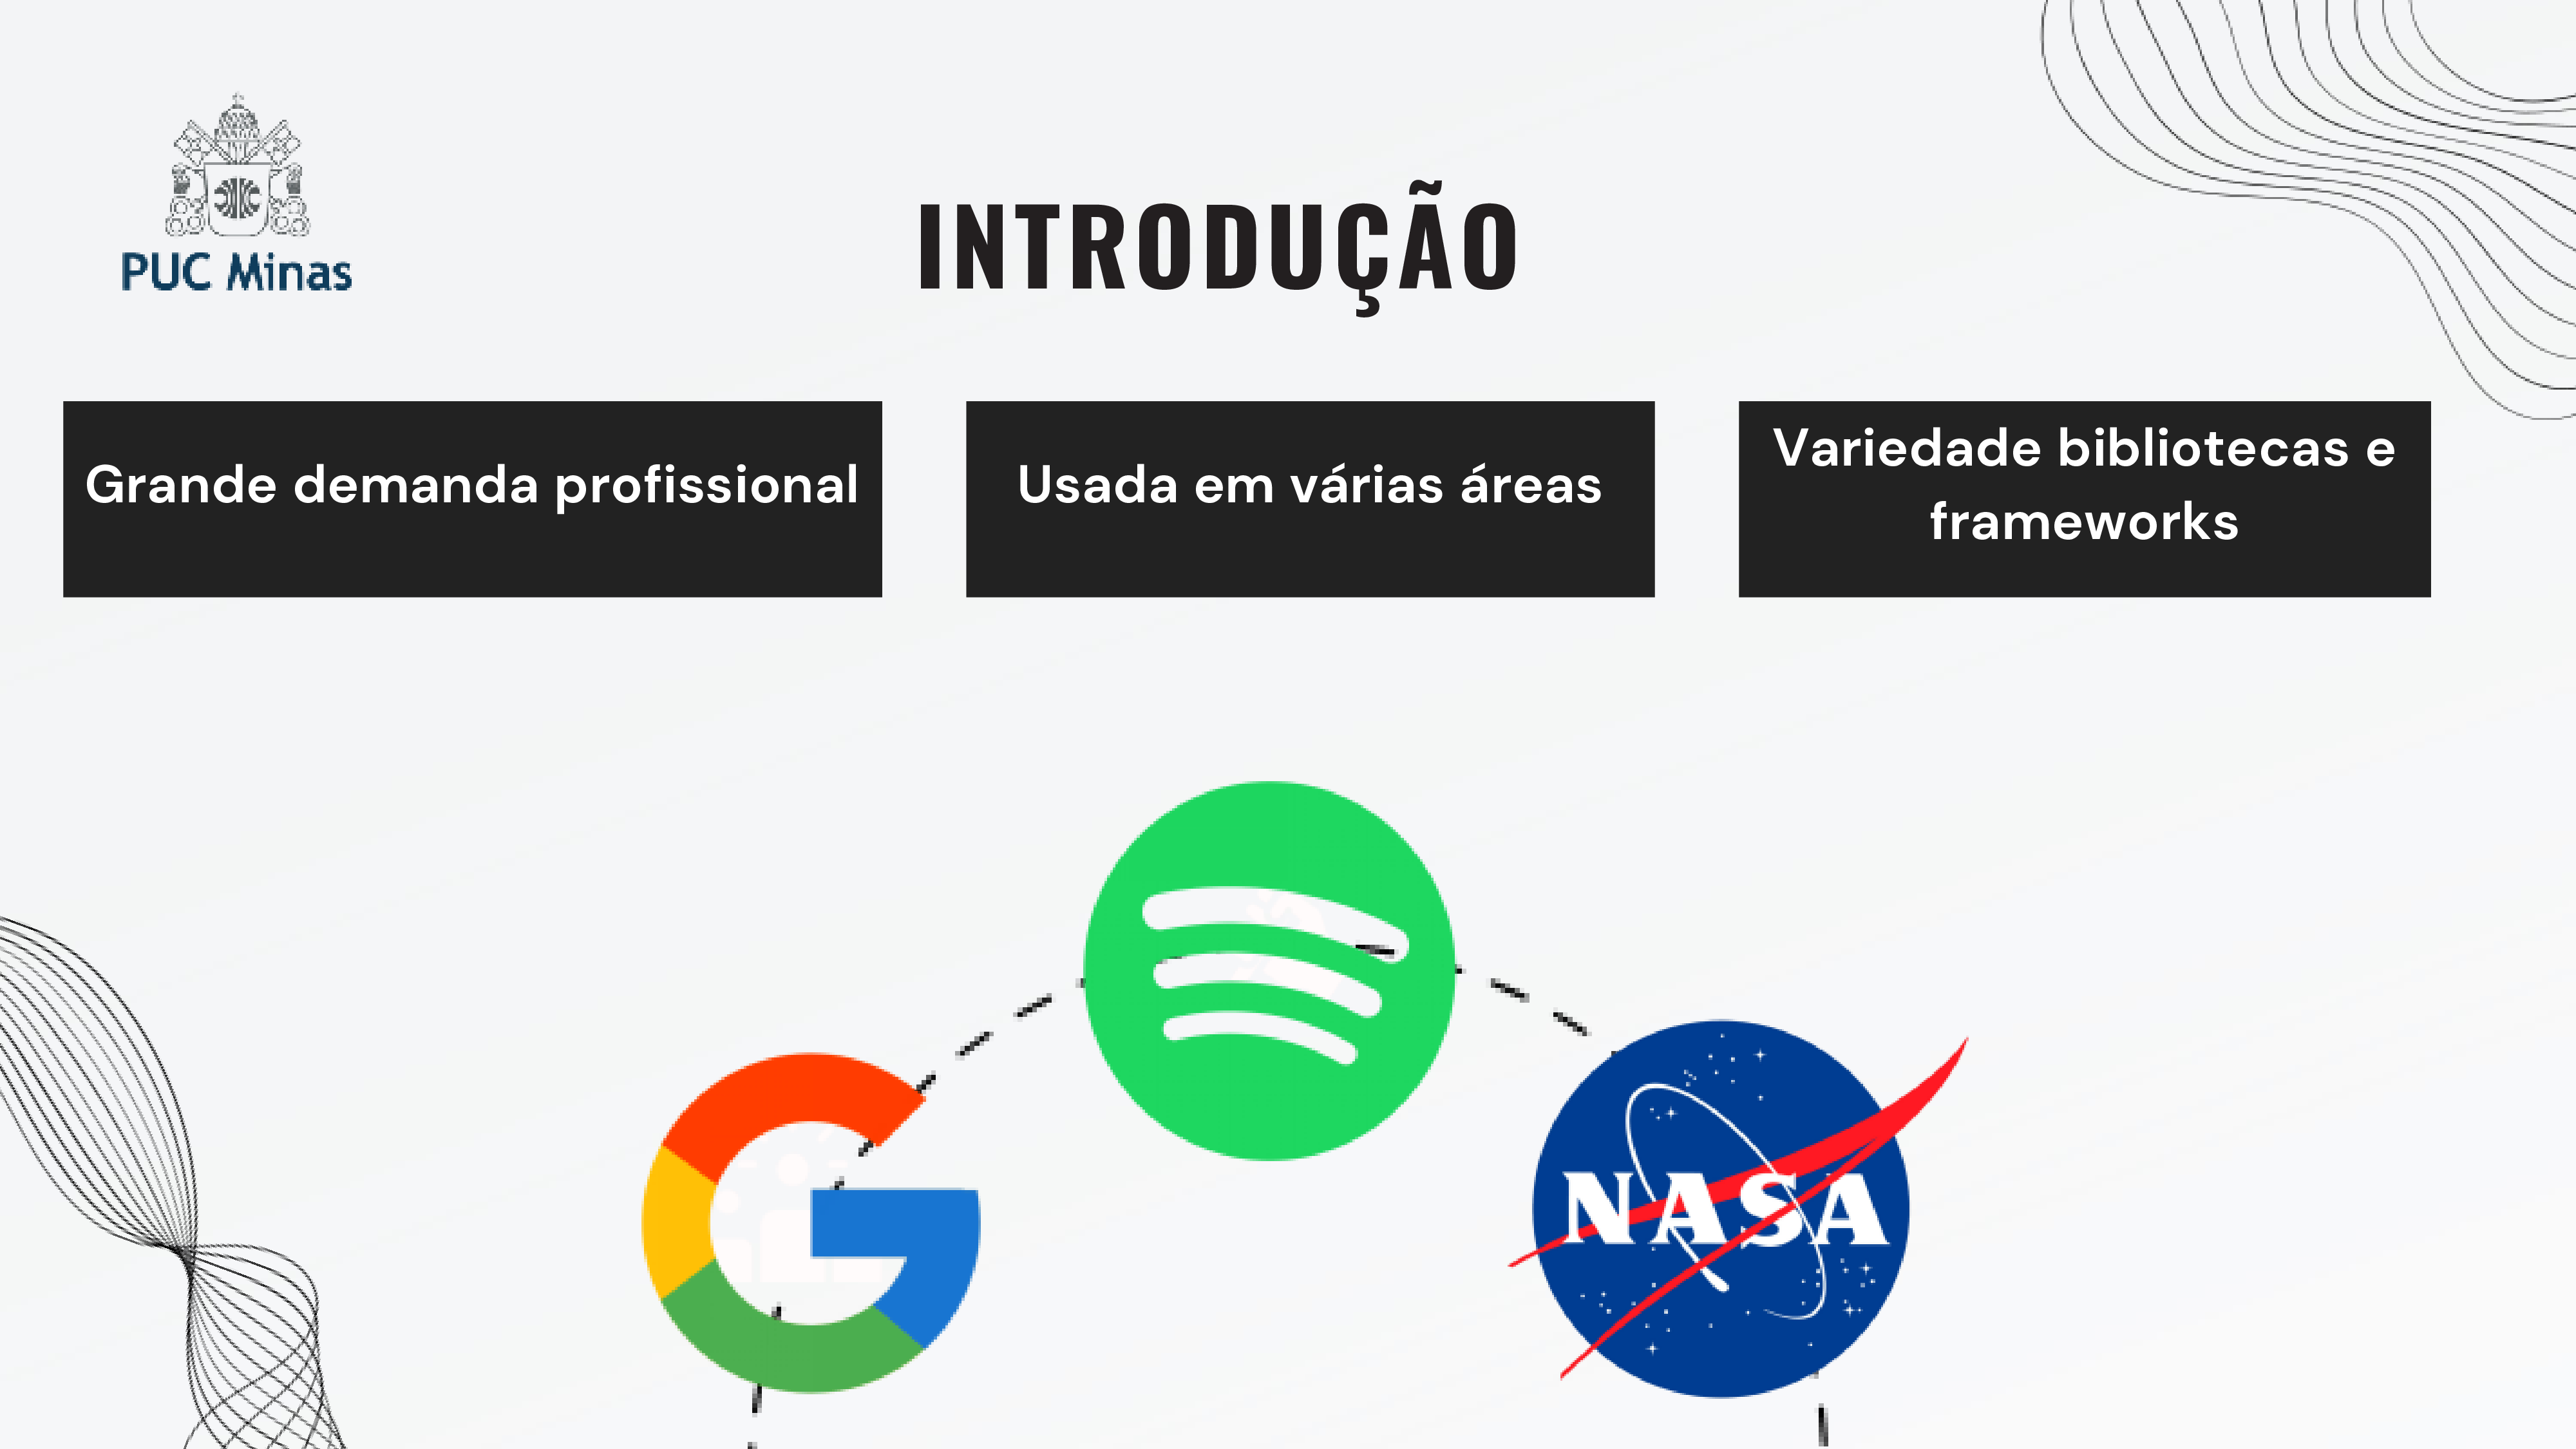 PUC Minas
INTRODUÇÃO
Grande demanda profissional
Usada em várias áreas
Variedade bibliotecas e
frameworks
NASA